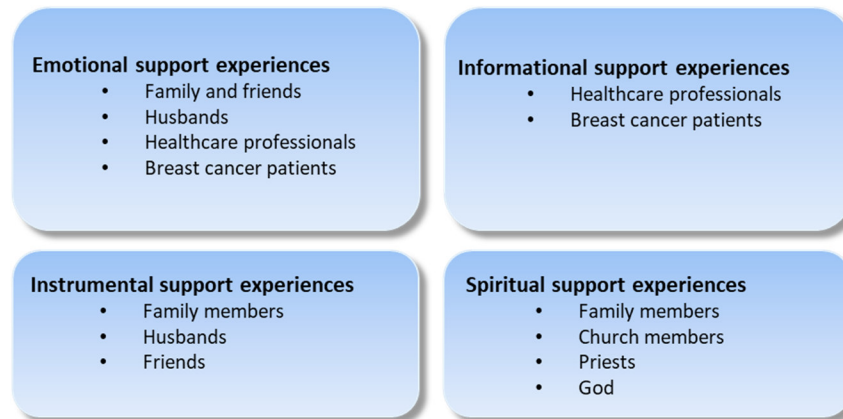 Emotional support experiences
• Family and friends
• Husbands
• Healthcare professionals
• Breast cancer patients
Informational support experiences
• Healthcare professionals
• Breast cancer patients
Instrumental support experiences
• Family members
• Husbands
• Friends
Spiritual support experiences
• Family members
• Church members
• Priests
• God